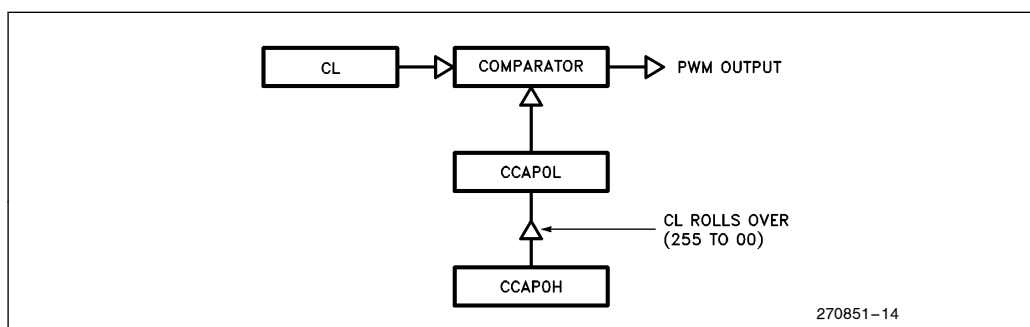 CL
COMPARATOR
PWM OUTPUT
CCAP0L
CL ROLLS OVER
(255 TO 00)
CCAP0H
270851–14